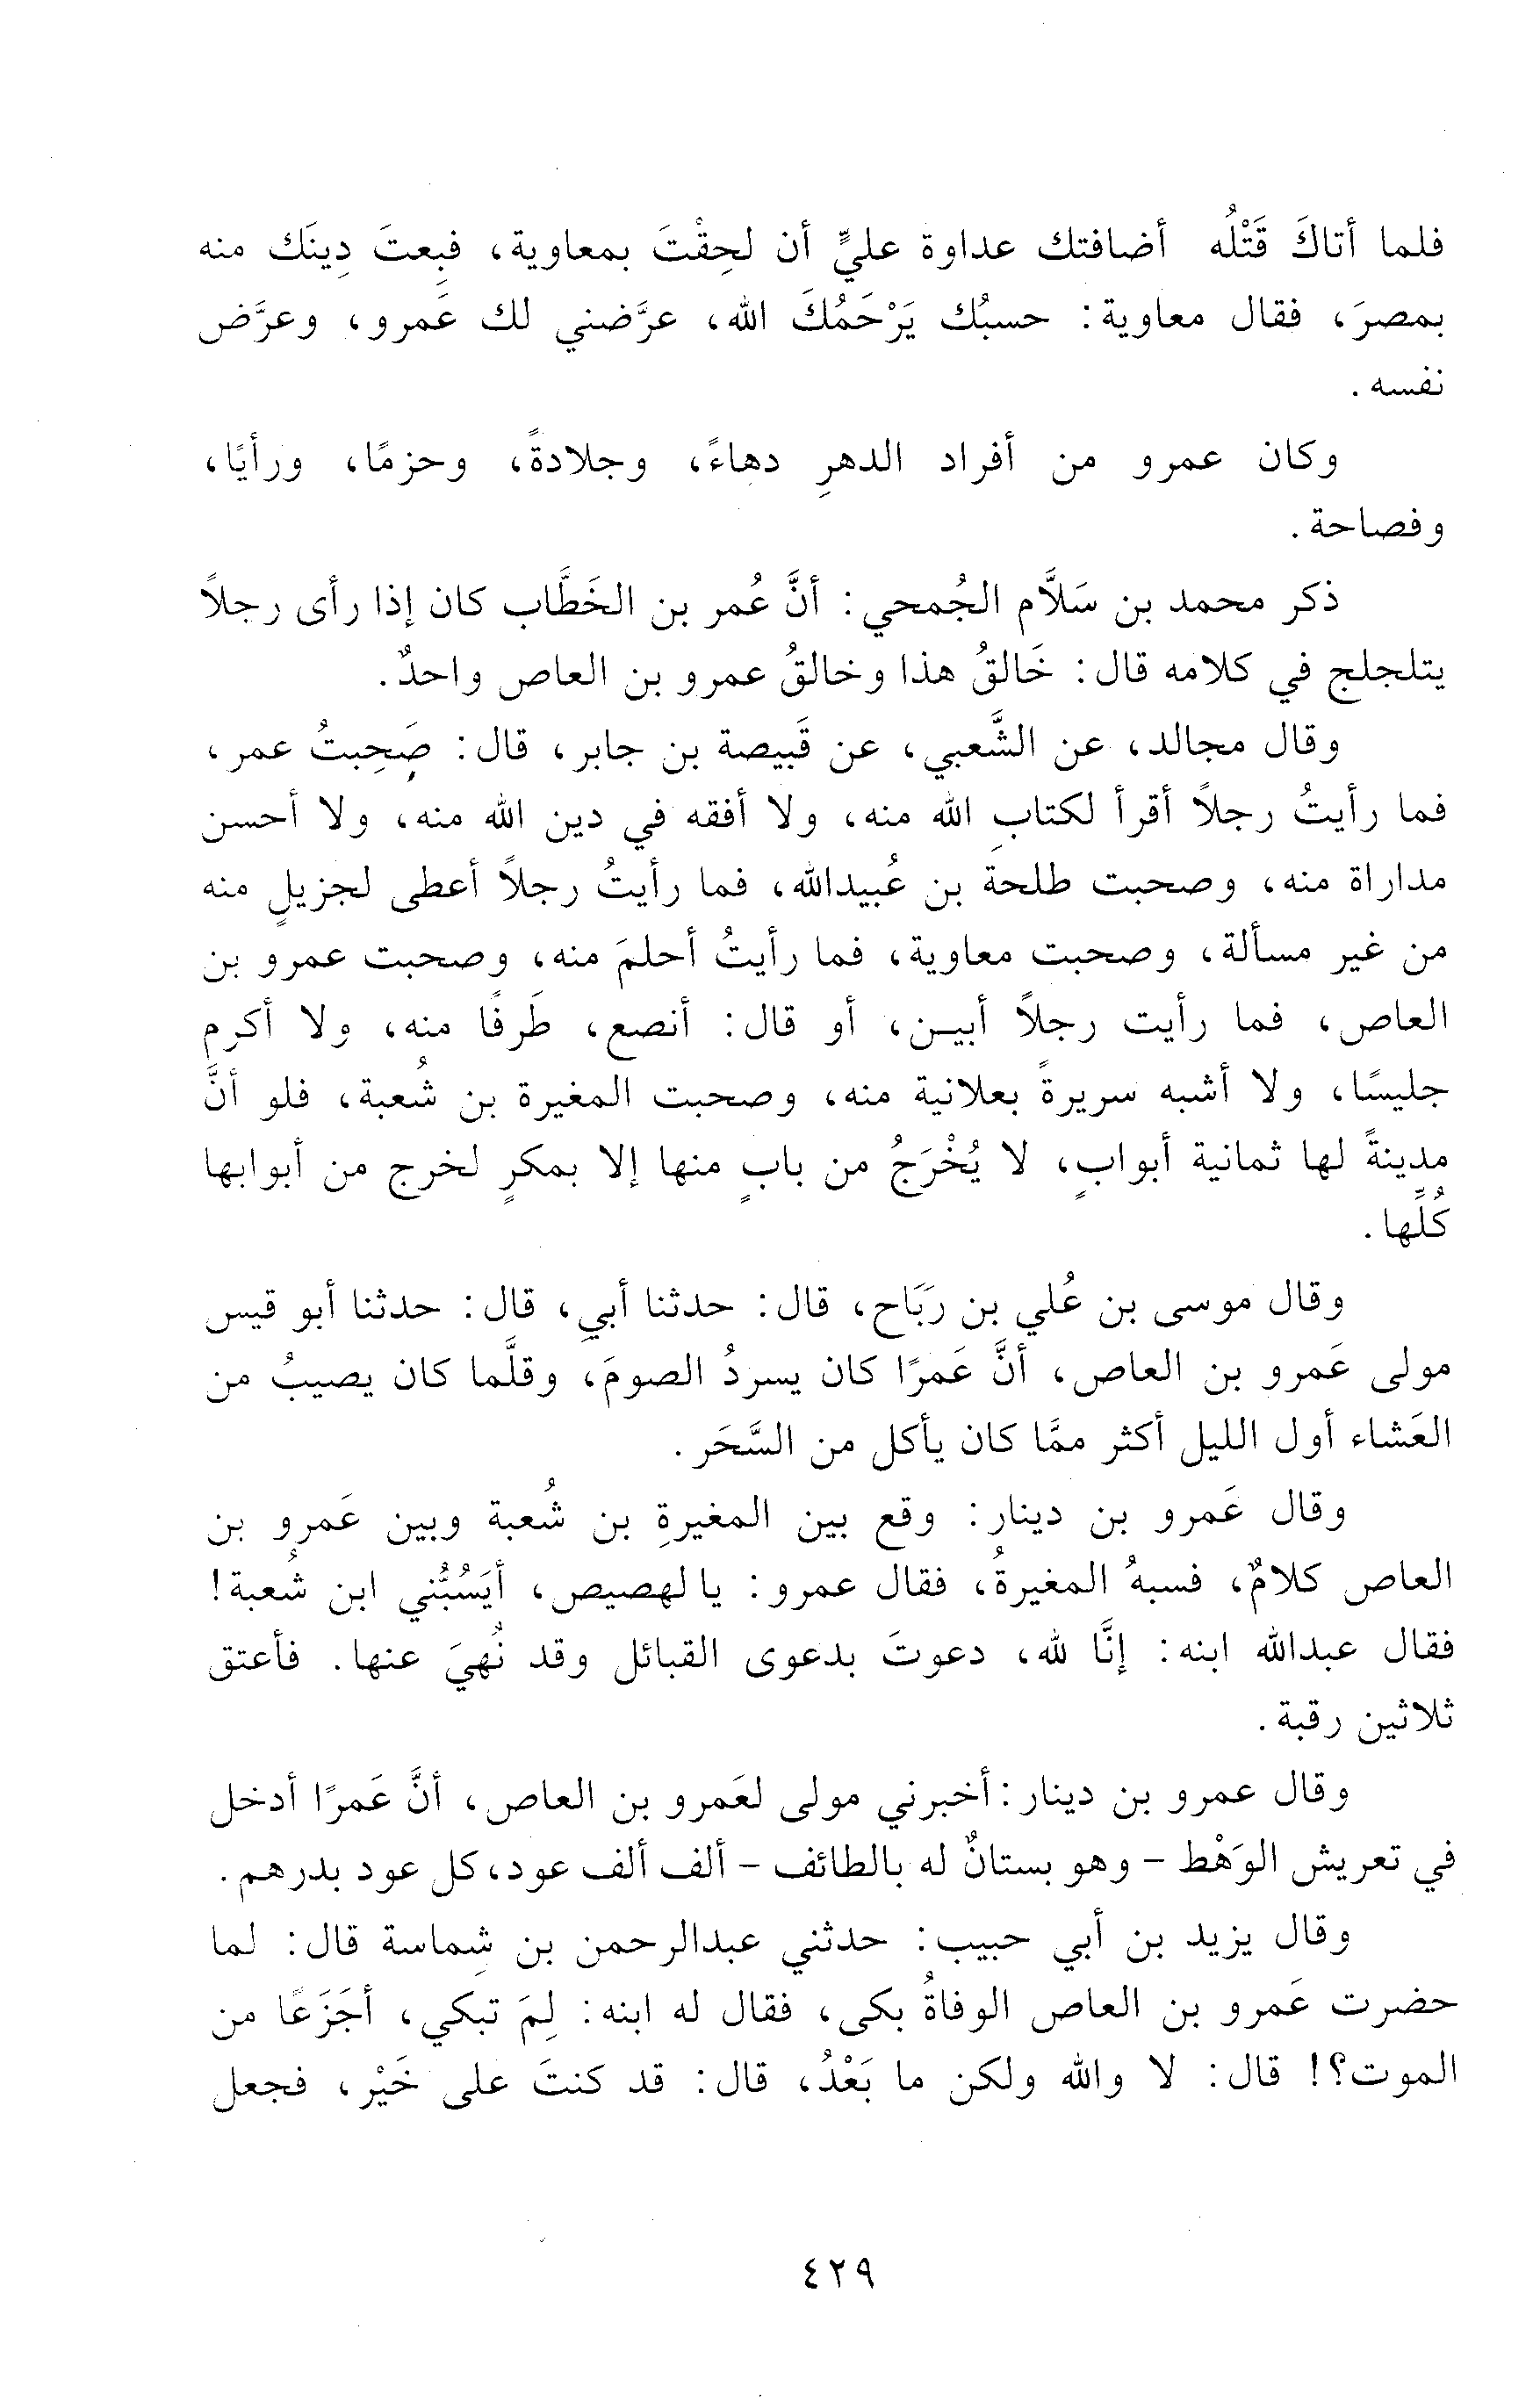 فلما أتاكَ قَتْلُه أضافتك عداوة عليٍّ أن لحِقْتَ بمعاوية، فبِعتَ دِينَك منه
بمصرَ، فقال معاوية: حسبُك يَرْحَمُكَ الله، عرَّضني لك عَمرو، وعرَّض
نفسه.
وكان عمرو من أفراد الدهرِ دهاءً، وجلادةً، وحزمًا، ورأيًا،
وفصاحة.
ذكر محمد بن سَلاَّم الجُمحي: أنَّ عُمر بن الخَطَّاب كان إذا رأى رجلاً
يتلجلج في كلامه قال: خَالقُ هذا وخالقُ عمرو بن العاص واحدٌ.
وقال مجالد، عن الشَّعبي، عن قَبيصة بن جابر، قال: صَحِبتُ عمر،
فما رأيتُ رجلاً أقرأ لكتابِ الله منه، ولا أفقه في دين الله منه، ولا أحسن
مداراة منه، وصحبت طلحة بن عُبيدالله، فما رأيتُ رجلاً أعطى لجزيلٍ منه
من غير مسألة، وصحبت معاوية، فما رأيتُ أحلمَ منه، وصحبت عمرو بن
العاص، فما رأيت رجلاً أبيـن، أو قال: أنصع، طَرفًا منه، ولا أكرم
جليسًا، ولا أشبه سريرةً بعلانية منه، وصحبت المغيرة بن شُعبة، فلو أنَّ
مدينةً لها ثمانية أبوابٍ، لا يُخْرَجُ من بابٍ منها إلا بمكرٍ لخرج من أبوابها
كُلِّها.
وقال موسى بن عُلي بن رَبَاح، قال: حدثنا أبي، قال: حدثنا أبو قيس
مولى عَمرو بن العاص، أنَّ عَمرًا كان يسردُ الصومَ، وقلَّما كان يصيبُ من
العَشاء أول الليل أكثر ممَّا كان يأكل من السَّحَر.
وقال عَمرو بن دينار: وقع بين المغيرةِ بن شُعبة وبين عَمرو بن
العاص كلامٌ، فسبهُ المغيرةُ، فقال عمرو: يا لهصيص، أيَسُبُّني ابن شُعبة!
فقال عبدالله ابنه: إنَّا لله، دعوتَ بدعوى القبائل وقد نُهيَ عنها. فأعتق
ثلاثين رقبة.
وقال عمرو بن دينار: أخبرني مولى لعَمرو بن العاص، أنَّ عَمرًا أدخل
في تعريش الوَهْط - وهو بستانٌ له بالطائف - ألف ألف عود، كل عود بدرهم.
وقال يزيد بن أبي حبيب: حدثني عبدالرحمن بن شِماسة قال: لما
حضرت عَمرو بن العاص الوفاةُ بكى، فقال له ابنه: لِمَ تبكي، أجَزَعًا من
الموت؟! قال: لا والله ولكن ما بَعْدُ، قال: قد كنتَ على خَيْر، فجعل
٤٢٩